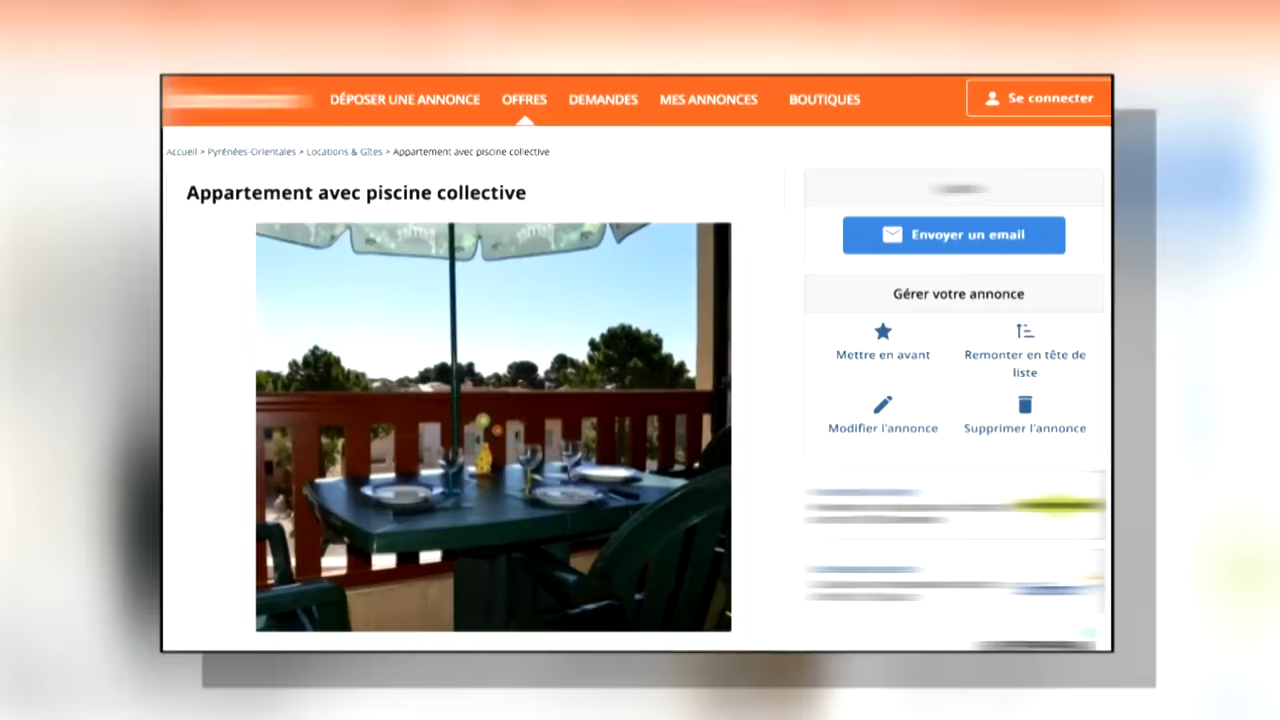 DÉPOSER UNE ANNONCE OFFRES DEMANDES MES ANNONCES BOUTIQUES Se connecter
Accueil > Pyrénées-Orientales > Locations & Gîtes > Appartement avec piscine collective
Appartement avec piscine collective
Envoyer un email
Gérer votre annonce
Mettre en avant
Remonter en tête de
liste
Modifier l'annonce
Supprimer l'annonce